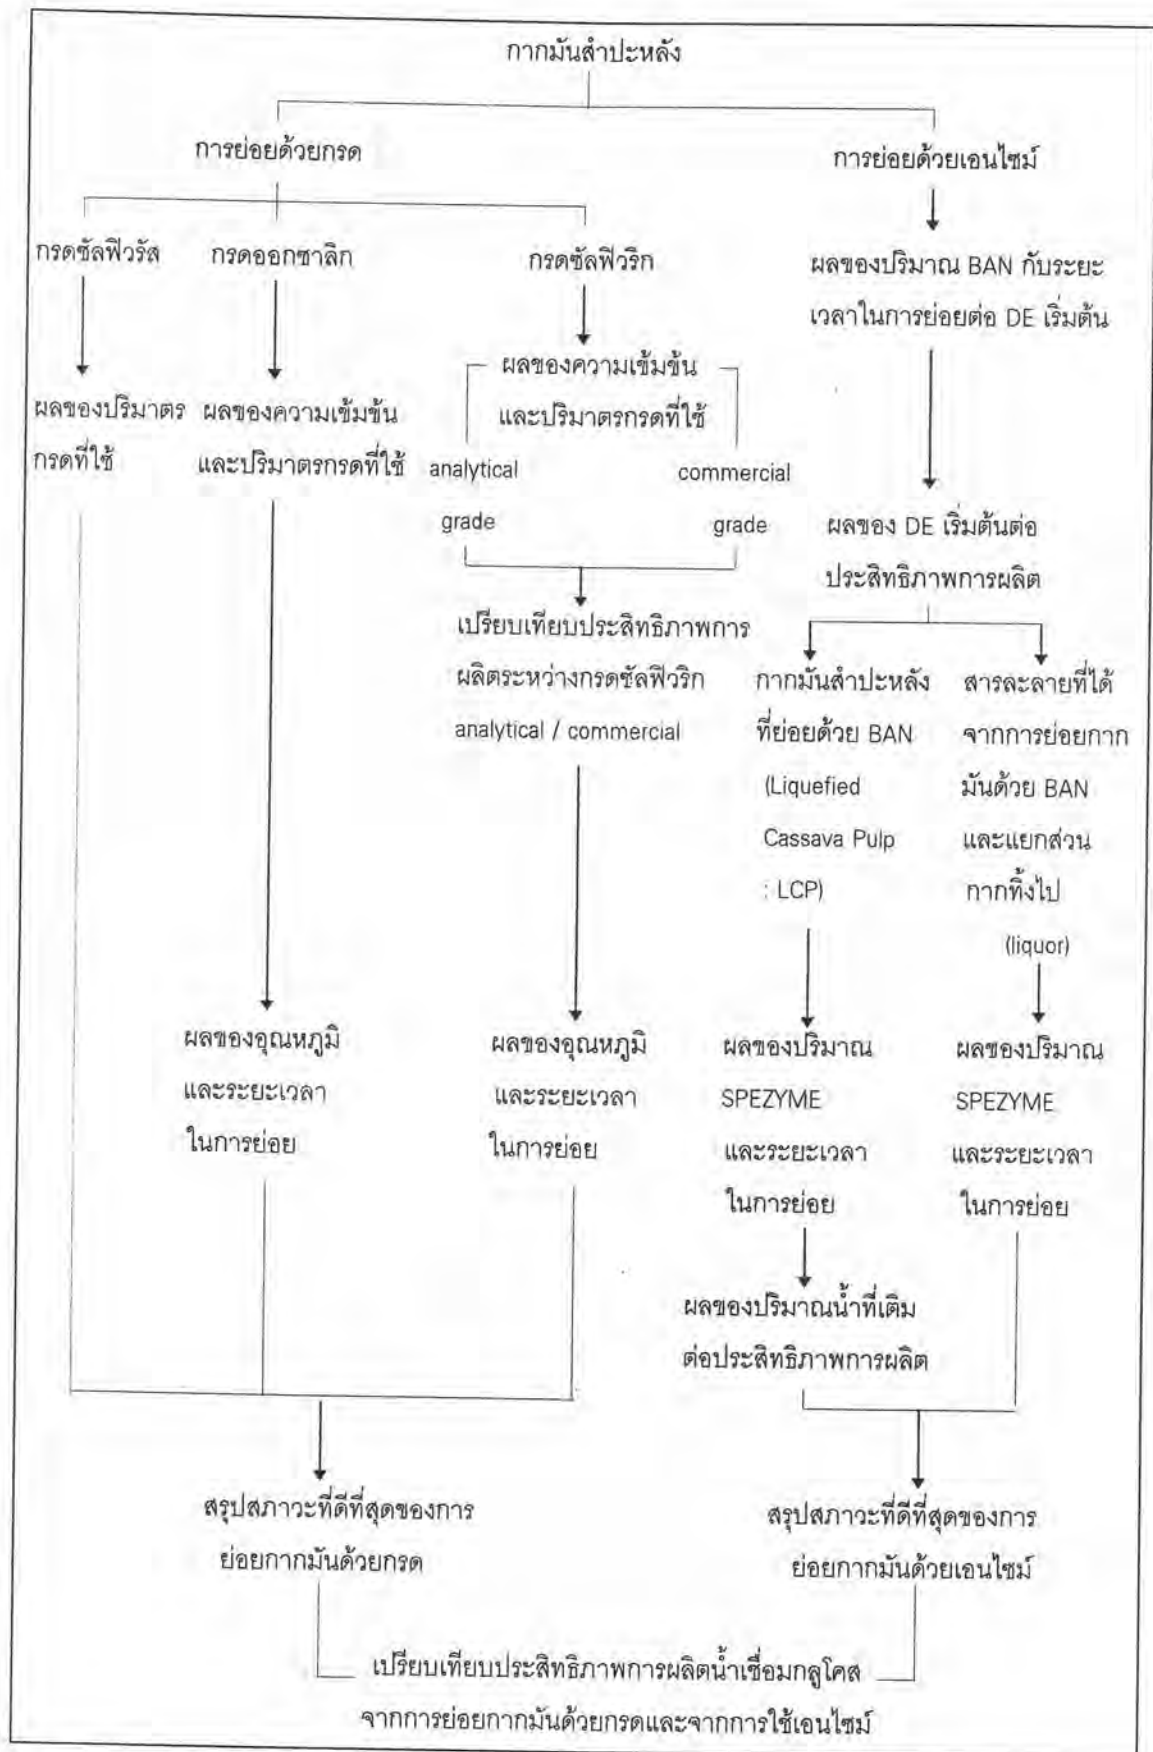 กากมันสำปะหลัง
การย่อยด้วยกรด
การย่อยด้วยเอนไซม์
กรดซัลฟิวรัส
กรดออกซาลิก
กรดซัลฟิวริก
ผลของปริมาตร
กรดที่ใช้
ผลของความเข้มข้น
และปริมาตรกรดที่ใช้
ผลของความเข้มข้น
และปริมาตรกรดที่ใช้
analytical
grade
commercial
grade
เปรียบเทียบประสิทธิภาพการ
ผลิตระหว่างกรดซัลฟิวริก
analytical / commercial
ผลของอุณหภูมิ
และระยะเวลา
ในการย่อย
ผลของอุณหภูมิ
และระยะเวลา
ในการย่อย
ผลของปริมาณ BAN กับระยะ
เวลาในการย่อยต่อ DE เริ่มต้น
ผลของ DE เริ่มต้นต่อ
ประสิทธิภาพการผลิต
กากมันสำปะหลัง
ที่ย่อยด้วย BAN
(Liquefied
Cassava Pulp
: LCP)
สารละลายที่ได้
จากการย่อยกาก
มันด้วย BAN
และแยกส่วน
กากทิ้งไป
(liquor)
ผลของปริมาณ
SPEZYME
และระยะเวลา
ในการย่อย
ผลของปริมาณ
SPEZYME
และระยะเวลา
ในการย่อย
ผลของปริมาณน้ำที่เติม
ต่อประสิทธิภาพการผลิต
สรุปสภาวะที่ดีที่สุดของการ
ย่อยกากมันด้วยกรด
สรุปสภาวะที่ดีที่สุดของการ
ย่อยกากมันด้วยเอนไซม์
เปรียบเทียบประสิทธิภาพการผลิตน้ำเชื่อมกลูโคส
จากการย่อยกากมันด้วยกรดและจากการใช้เอนไซม์